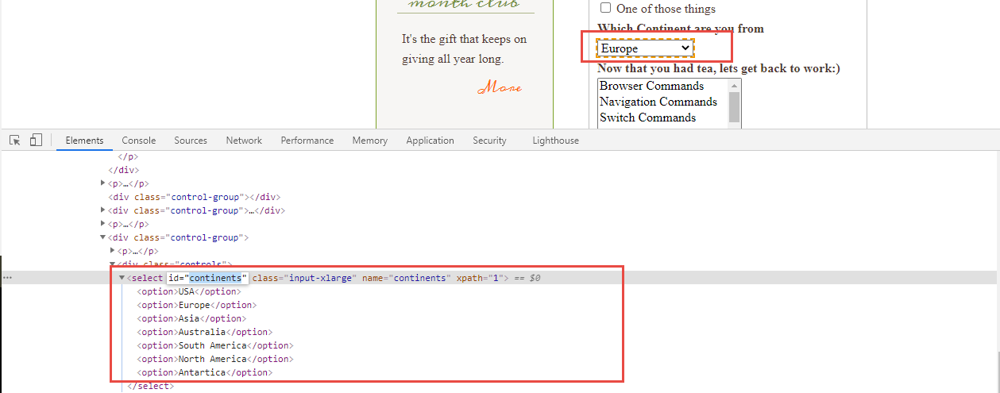 month club
It's the gift that keeps on
giving all year long.
More
One of those things
Which Continent are you from
Europe
Now that you had tea, lets get back to work:)
Browser Commands
Navigation Commands
Switch Commands
Elements Console Sources Network Performance Memory Application Security Lighthouse
</p>
</div>
<p>…</p>
<div class="control-group"></div>
<div class="control-group">…</div>
<p>…</p>
<div class="control-group">
<p>…</p>
<div class="controls">
<select id="continents" class="input-xlarge" name="continents" xpath="1"> == $0
<option>USA</option>
<option>Europe</option>
<option>Asia</option>
<option>Australia</option>
<option>South America</option>
<option>North America</option>
<option>Antartica</option>
</select>